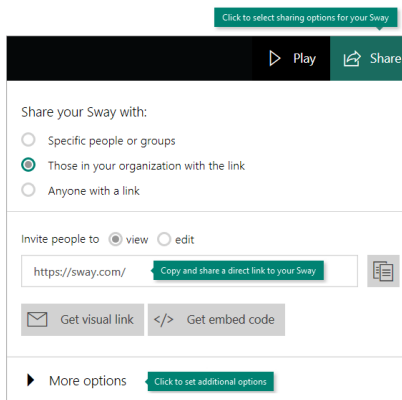 Click to select sharing options for your Sway
Play Share
Share your Sway with:
Specific people or groups
Those in your organization with the link
Anyone with a link
Invite people to view edit
https://sway.com/ Copy and share a direct link to your Sway
Get visual link </> Get embed code
More options Click to set additional options